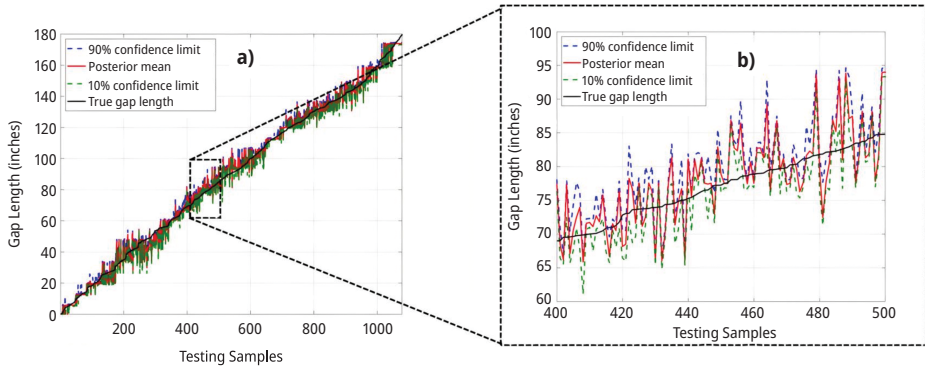 a)
90% confidence limit
Posterior mean
10% confidence limit
True gap length
Gap Length (inches)
180
160
140
120
100
80
60
40
20
0
200 400 600 800 1000
Testing Samples
b)
90% confidence limit
Posterior mean
10% confidence limit
True gap length
Gap Length (inches)
100
95
90
85
80
75
70
65
60
400 420 440 460 480 500
Testing Samples